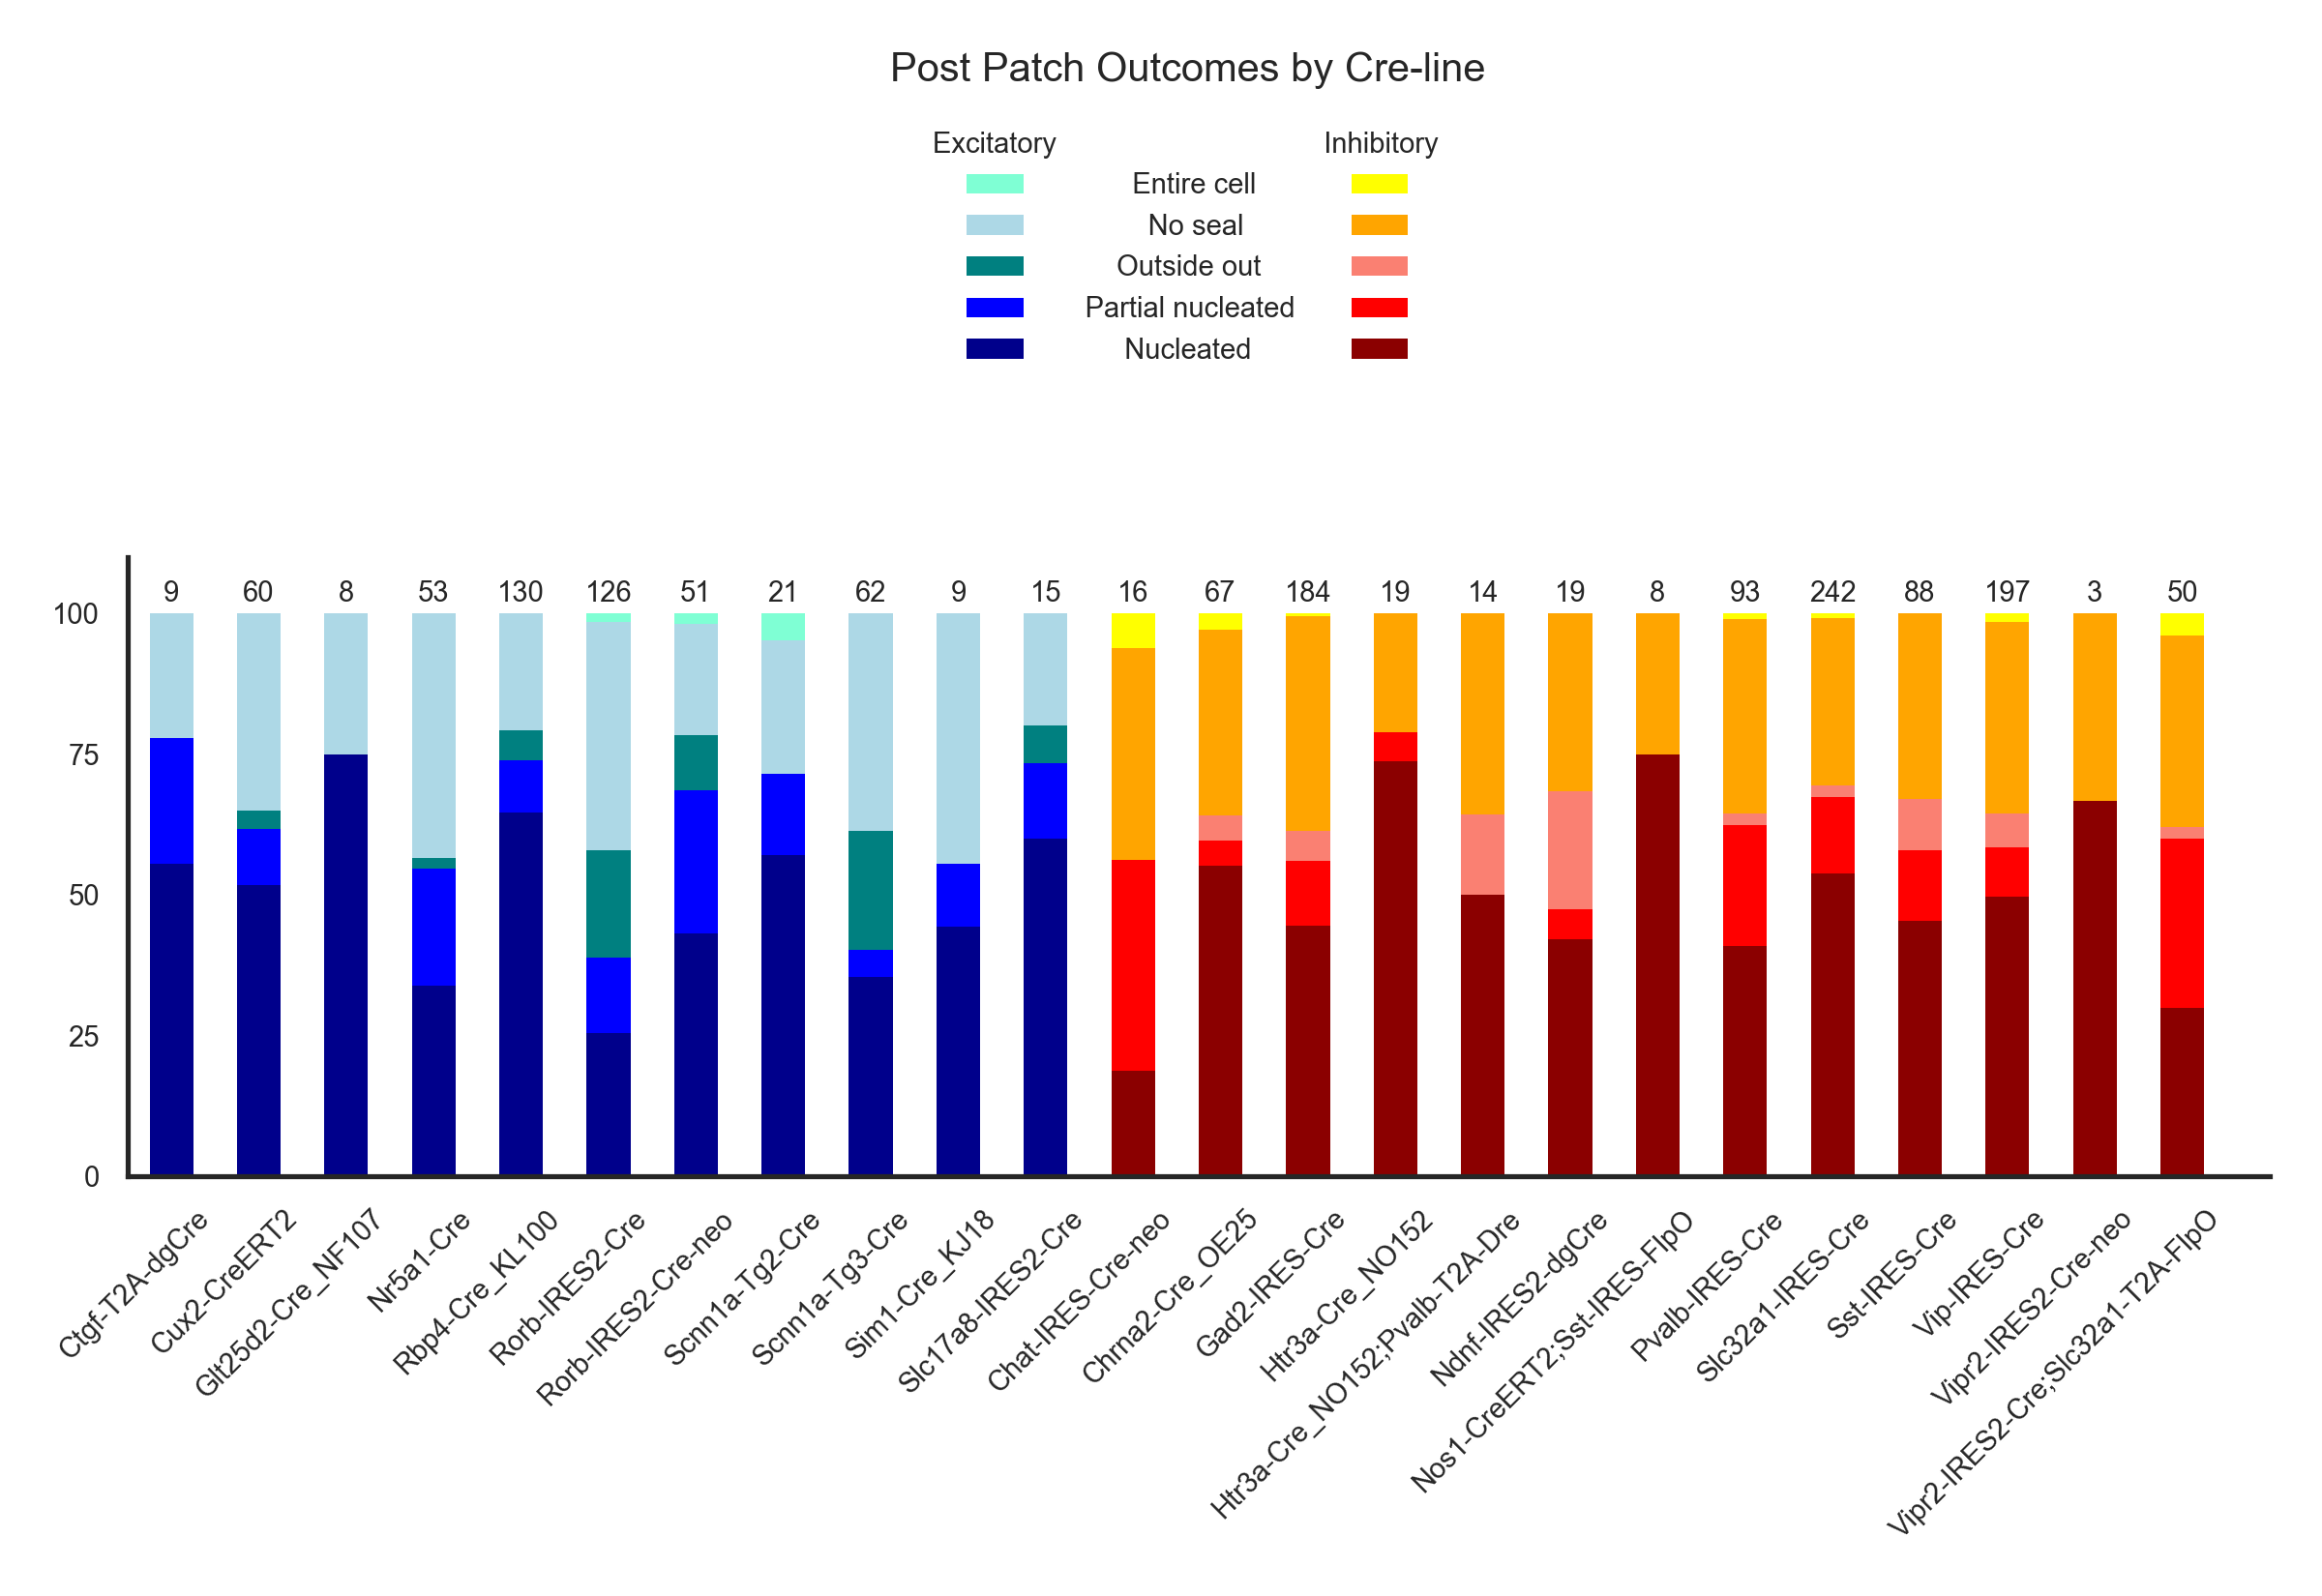 Post Patch Outcomes by Cre-line
Excitatory Inhibitory
Entire cell
No seal
Outside out
Partial nucleated
Nucleated
9 60 8 53 130 126 51 21 62 9 15 16 67 184 19 14 19 8 93 242 88 197 3 50
100
75
50
25
0
Ctgf-T2A-dgCre
Cux2-CreERT2
Glt25d2-Cre_NF107
Nr5a1-Cre
Rbp4-Cre_KL100
Rorb-IRES2-Cre
Rorb-IRES2-Cre-neo
Scnn1a-Tg2-Cre
Scnn1a-Tg3-Cre
Sim1-Cre_KJ18
Slc17a8-IRES2-Cre
Chat-IRES-Cre-neo
Chrna2-Cre_OE25
Gad2-IRES-Cre
Htr3a-Cre_NO152
Htr3a-Cre_NO152;Pvalb-T2A-Dre
Ndnf-IRES2-dgCre
Nos1-CreERT2;Sst-IRES-FlpO
Pvalb-IRES-Cre
Slc32a1-IRES-Cre
Sst-IRES-Cre
Vip-IRES-Cre
Vipr2-IRES2-Cre-neo
Vipr2-IRES2-Cre;Slc32a1-T2A-FlpO